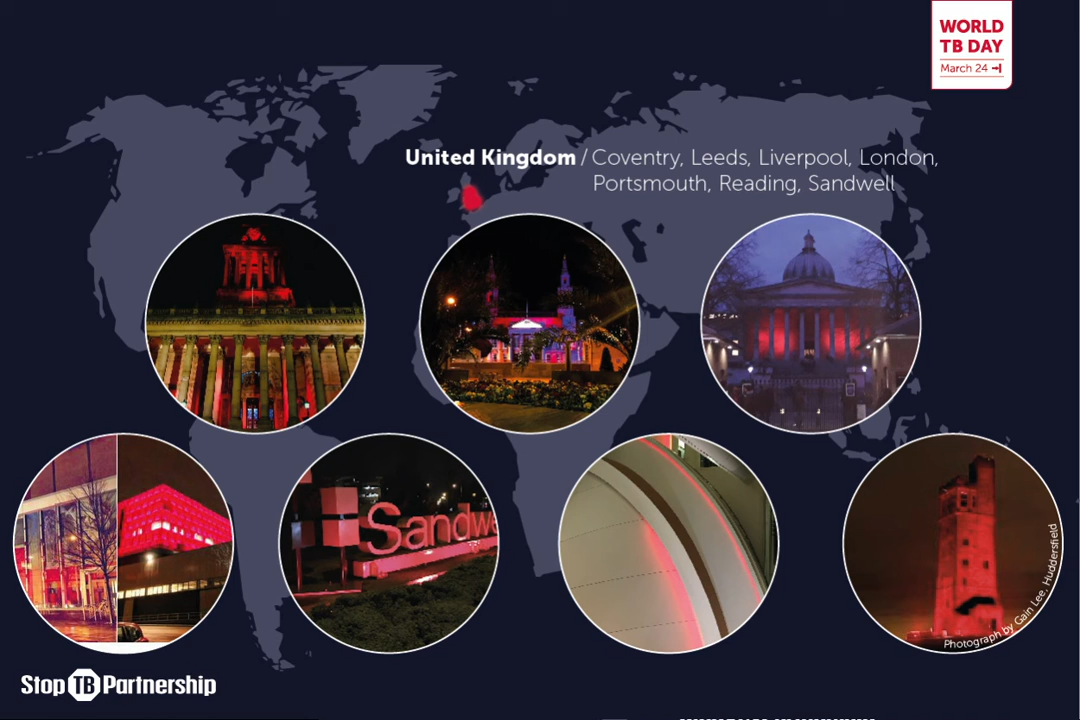 WORLD
TB DAY
March 24
United Kingdom / Coventry, Leeds, Liverpool, London,
Portsmouth, Reading, Sandwell
Sandwe
Photograph by Gain Lee, Huddersfield
Stop TB Partnership